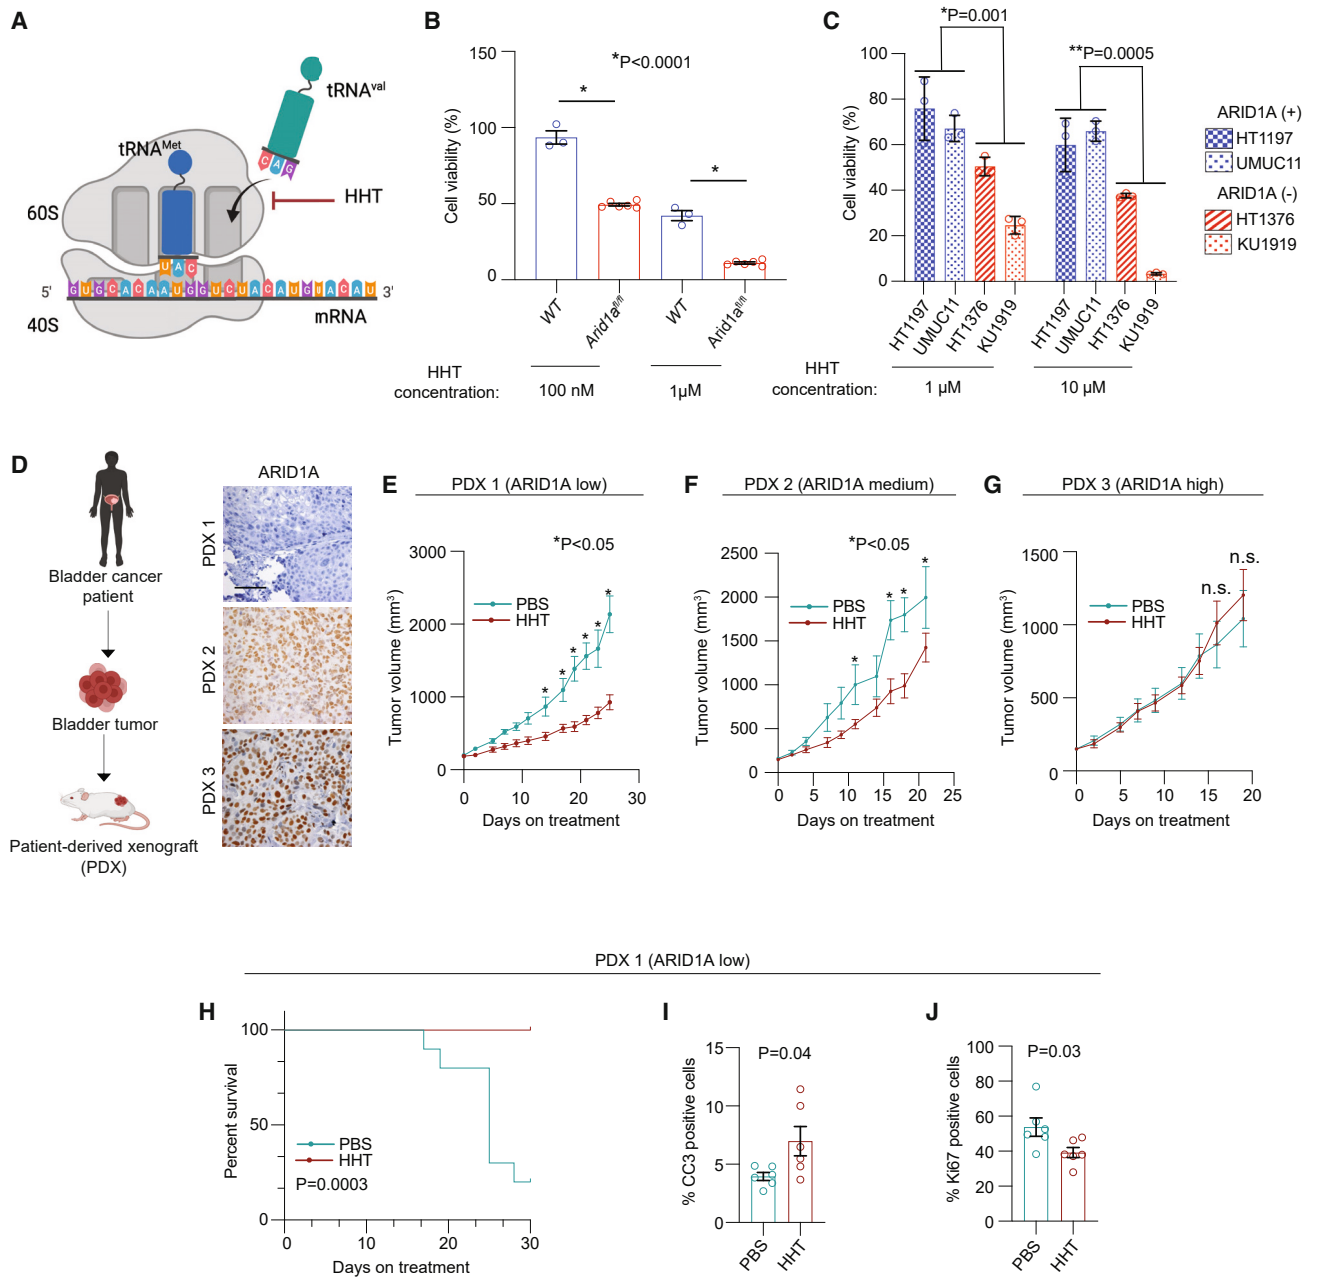 A
tRNAval
tRNAMet
CAG
HHT
60S
UAC
5' GUGCACAAUGGUCUACAUGUACAU 3'
mRNA
40S
B
*P<0.0001
*
*
Cell viability (%)
150
100
50
0
WT
Arid1afl/fl
WT
Arid1afl/fl
HHT
concentration:
100 nM
1µM
C
*P=0.001
**P=0.0005
Cell viability (%)
100
80
60
40
20
0
HT1197
UMUC11
HT1376
KU1919
HT1197
UMUC11
HT1376
KU1919
HHT
concentration:
1 µM
10 µM
ARID1A (+)
HT1197
UMUC11
ARID1A (-)
HT1376
KU1919
D
Bladder cancer
patient
Bladder tumor
Patient-derived xenograft
(PDX)
ARID1A
PDX 1
PDX 2
PDX 3
E
PDX 1 (ARID1A low)
*P<0.05
PBS
HHT
* * * * * *
Tumor volume (mm3)
3000
2000
1000
0
0 10 20 30
Days on treatment
F
PDX 2 (ARID1A medium)
*P<0.05
PBS
HHT
* * * *
Tumor volume (mm3)
2500
2000
1500
1000
500
0
0 5 10 15 20 25
Days on treatment
G
PDX 3 (ARID1A high)
n.s.
n.s.
PBS
HHT
Tumor volume (mm3)
1500
1000
500
0
0 5 10 15 20
Days on treatment
PDX 1 (ARID1A low)
H
Percent survival
100
50
0
PBS
HHT
P=0.0003
0 10 20 30
Days on treatment
I
P=0.04
% CC3 positive cells
15
10
5
0
PBS
HHT
J
P=0.03
% Ki67 positive cells
100
80
60
40
20
0
PBS
HHT